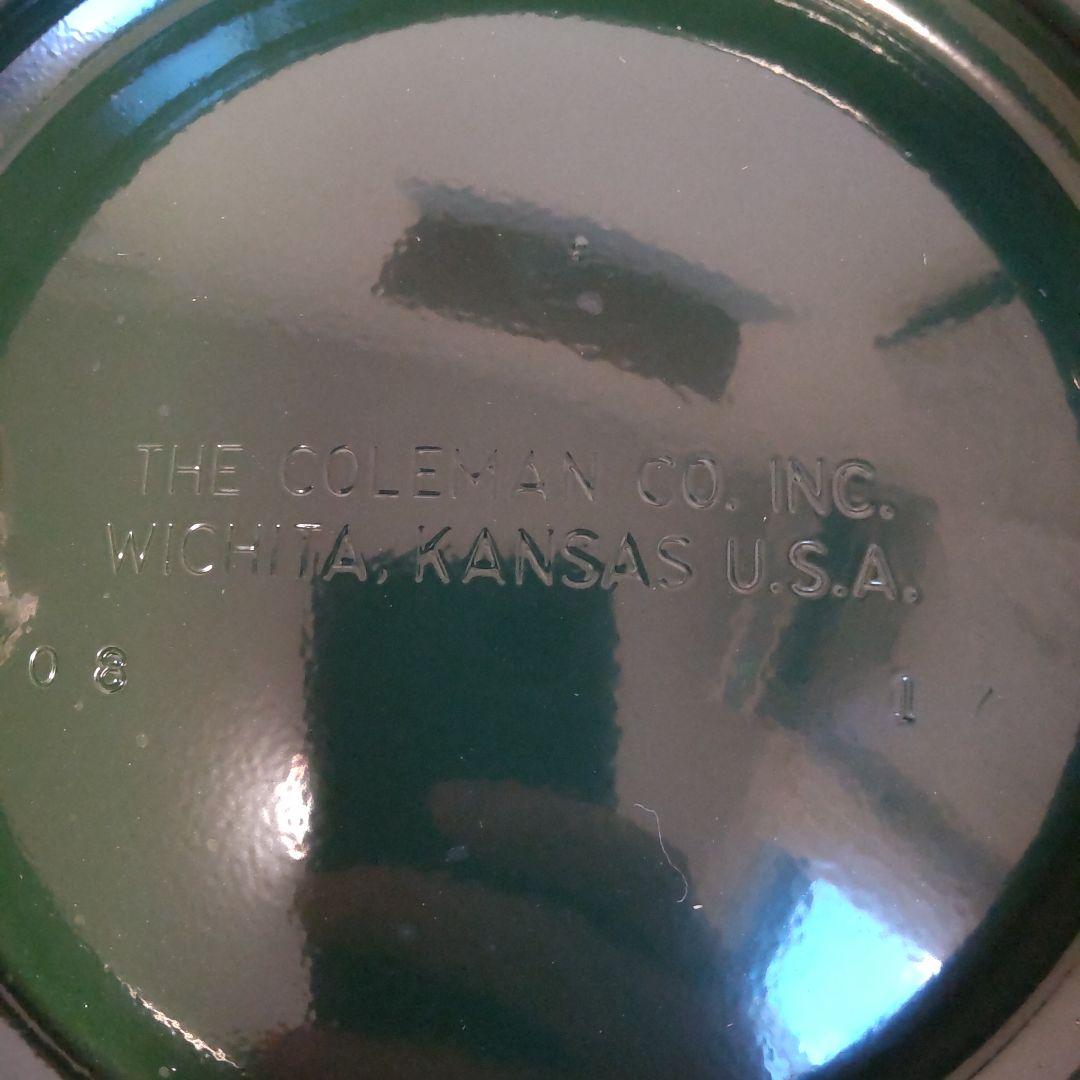 THE COLEMAN CO. INC.
WICHITA, KANSAS U.S.A.
08 1